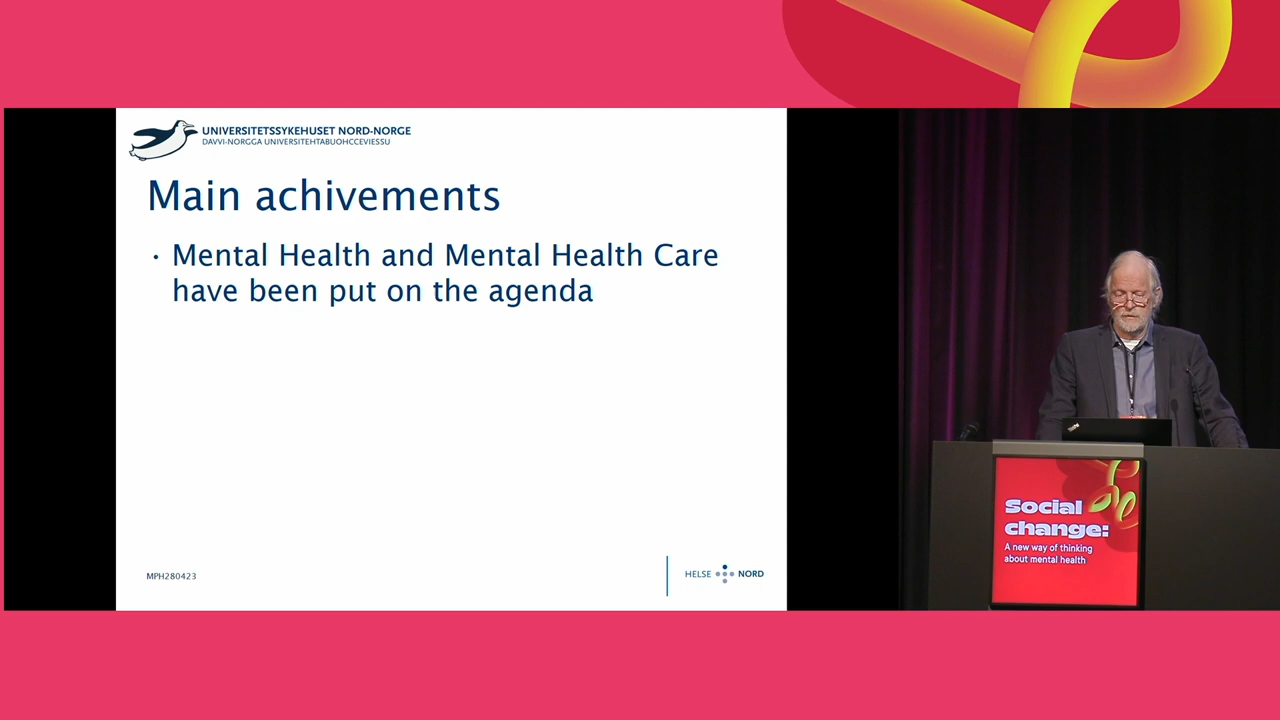 UNIVERSITETSSYKEHUSET NORD-NORGE
DAVVI-NORGGA UNIVERSITEHTABUOHCCEVIESSU
Main achivements
• Mental Health and Mental Health Care
have been put on the agenda
MPH280423
HELSE NORD
Social
change:
A new way of thinking
about mental health